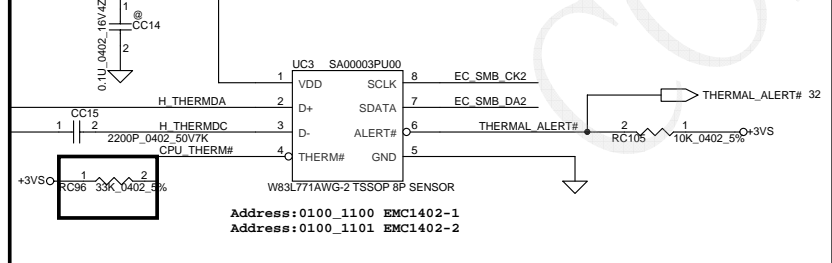 0.1U_0402_16V4Z
1
@
CC14
2
UC3 SA00003PU00
1 VDD SCLK 8 EC_SMB_CK2
H_THERMDA 2 D+ SDATA 7 EC_SMB_DA2
THERMAL_ALERT# 32
CC15
1 2 H_THERMDC 3 D- ALERT# 6 THERMAL_ALERT# 2 1 +3VS
2200P_0402_50V7K RC105 10K_0402_5%
CPU_THERM# 4 THERM# GND 5
+3VS 1 2
RC96 33K_0402_5%
W83L771AWG-2 TSSOP 8P SENSOR
Address:0100_1100 EMC1402-1
Address:0100_1101 EMC1402-2